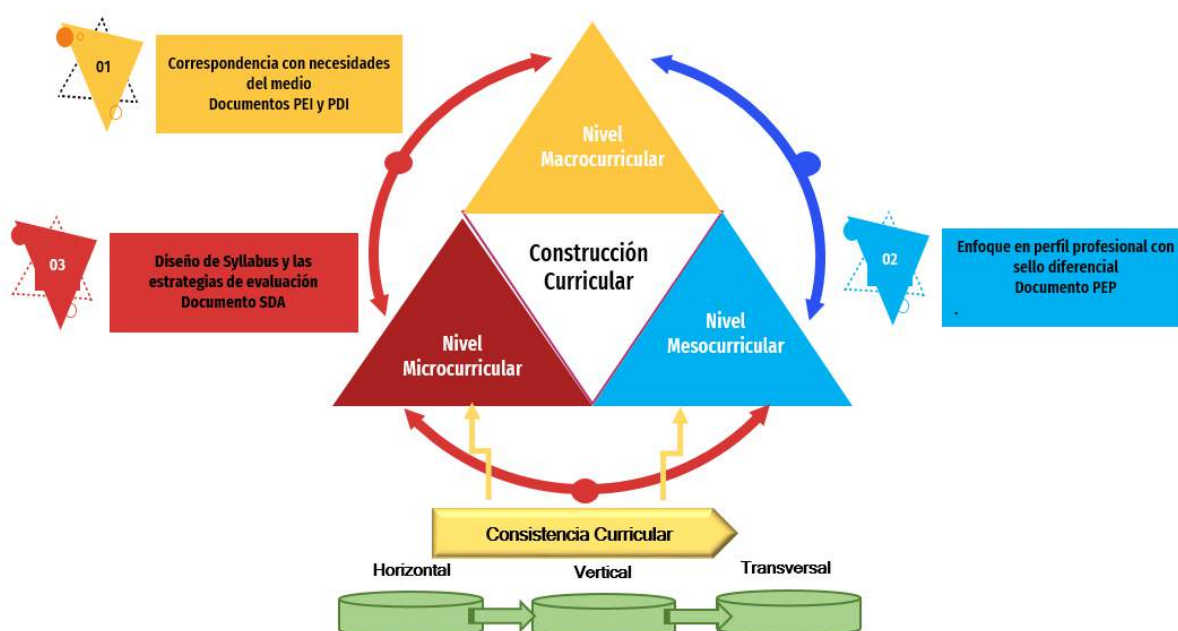 01
Correspondencia con necesidades
del medio
Documentos PEI y PDI
Nivel
Macrocurricular
03
Diseño de Syllabus y las
estrategias de evaluación
Documento SDA
Construcción
Curricular
02
Enfoque en perfil profesional con
sello diferencial
Documento PEP
.
Nivel
Microcurricular
Nivel
Mesocurricular
Consistencia Curricular
Horizontal
Vertical
Transversal